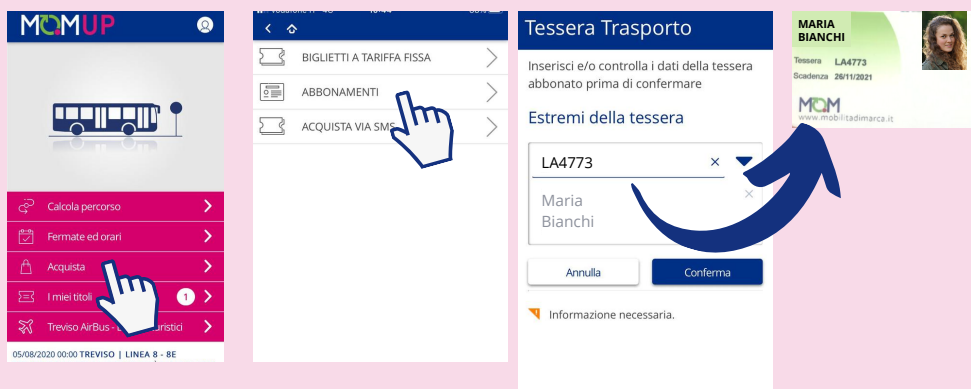 MOMUP
Calcola percorso
Fermate ed orari
Acquista
I miei titoli
1
Treviso AirBus -
05/08/2020 00:00 TREVISO | LINEA 8 - 8E
BIGLIETTI A TARIFFA FISSA
ABBONAMENTI
ACQUISTA VIA SMS
Tessera Trasporto
Inserisci e/o controlla i dati della tessera
abbonato prima di confermare
Estremi della tessera
LA4773
Maria
Bianchi
Annulla
Conferma
Informazione necessaria.
MARIA
BIANCHI
Tessera LA4773
Scadenza 26/11/2021
MOM
www.mobilitadimarca.it